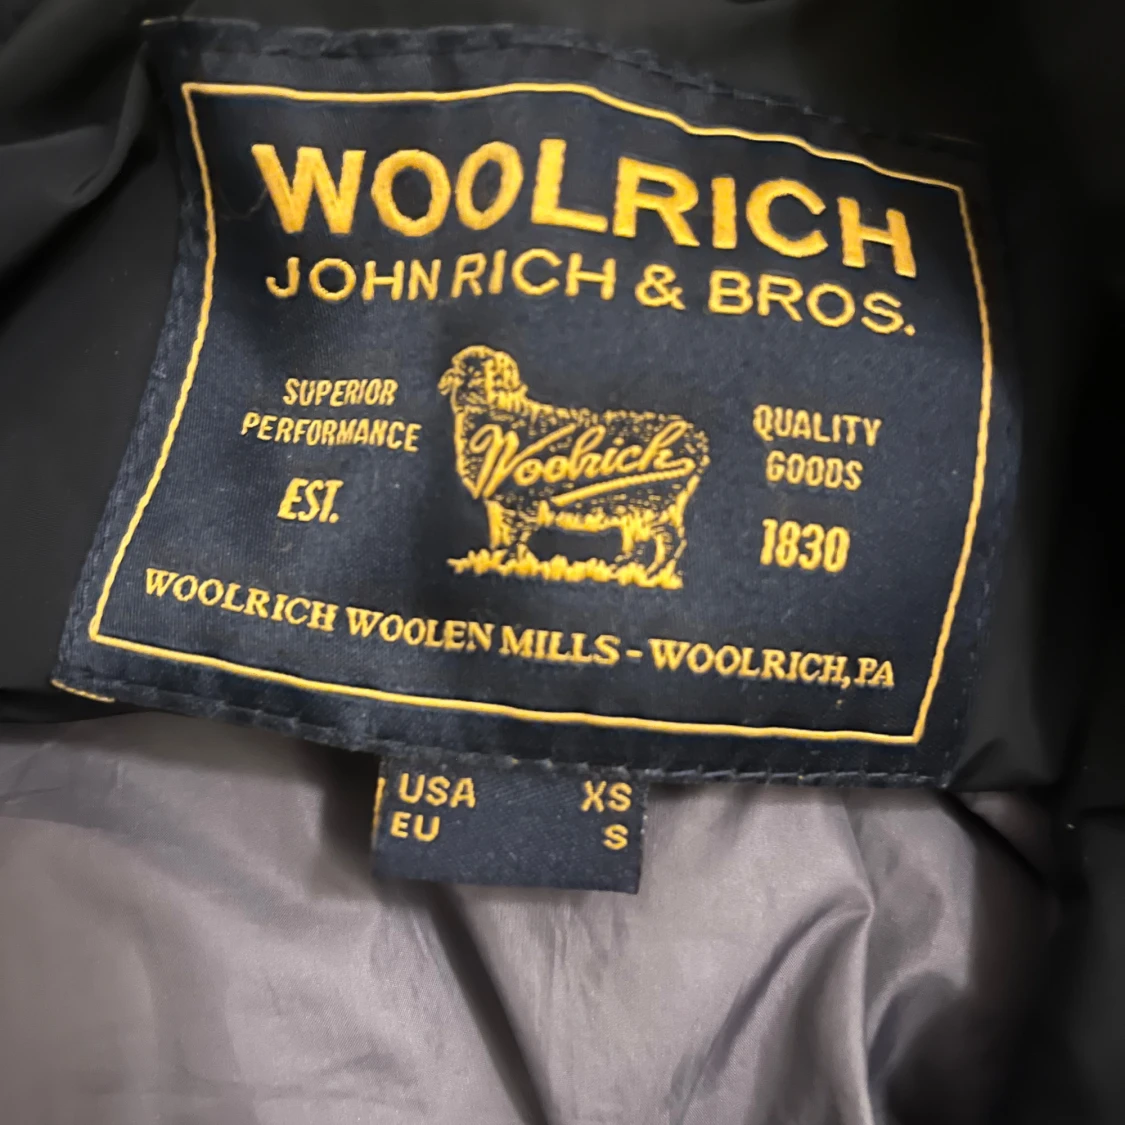 WOOLRICH
JOHN RICH & BROS.
SUPERIOR
PERFORMANCE
EST.
Woolrich
QUALITY
GOODS
1830
WOOLRICH WOOLEN MILLS - WOOLRICH, PA
USA XS
EU S